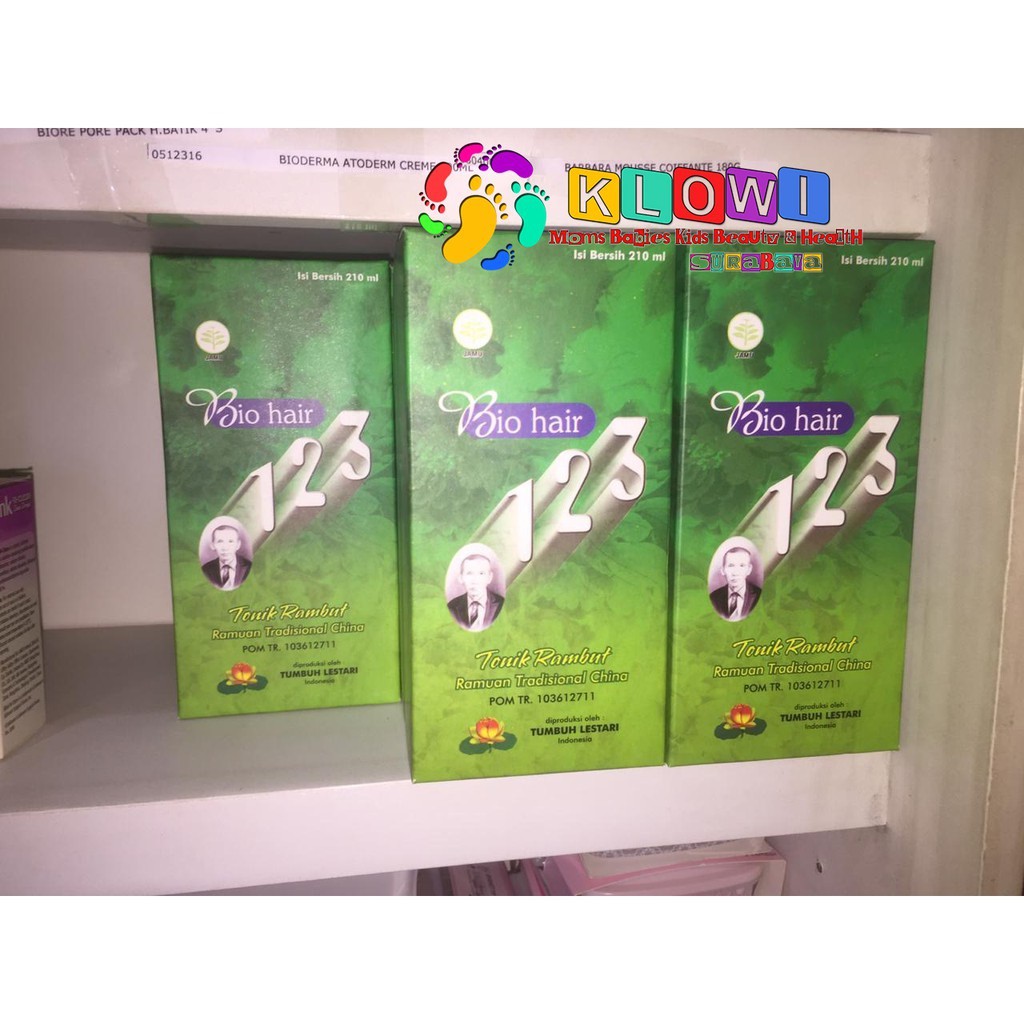 BIORE PORE PACK H.BATIK 4'S
0512316
BIODERMA ATODERM CREME
BARBARA MOUSSE COIFFANTE 180G
KLOWI
Moms Babies Kids Beauty & Health
SURABAYA
Isi Bersih 210 ml
JAMU
Bio hair
123
Tonik Rambut
Ramuan Tradisional China
POM TR. 103612711
diproduksi oleh
TUMBUH LESTARI
Indonesia
Isi Bersih 210 ml
JAMU
Bio hair
123
Tonik Rambut
Ramuan Tradisional China
POM TR. 103612711
diproduksi oleh :
TUMBUH LESTARI
Indonesia
Isi Bersih 210 ml
JAMU
Bio hair
123
Tonik Rambut
Ramuan Tradisional China
POM TR. 103612711
diproduksi oleh :
TUMBUH LESTARI
Indonesia